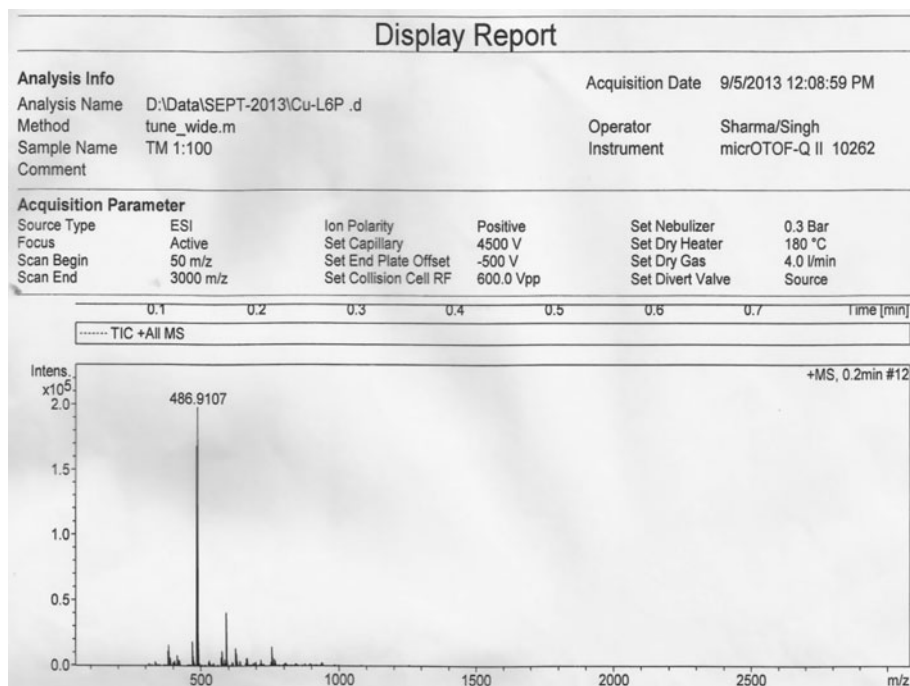 Display Report
Analysis Info
Acquisition Date 9/5/2013 12:08:59 PM
Analysis Name D:\Data\SEPT-2013\Cu-L6P .d
Method tune_wide.m
Operator Sharma/Singh
Sample Name TM 1:100
Instrument micrOTOF-Q II 10262
Comment
Acquisition Parameter
Source Type ESI Ion Polarity Positive Set Nebulizer 0.3 Bar
Focus Active Set Capillary 4500 V Set Dry Heater 180 °C
Scan Begin 50 m/z Set End Plate Offset -500 V Set Dry Gas 4.0 l/min
Scan End 3000 m/z Set Collision Cell RF 600.0 Vpp Set Divert Valve Source
0.1 0.2 0.3 0.4 0.5 0.6 0.7 Time [min]
TIC +All MS
Intens.
x10⁵
+MS, 0.2min #12
486.9107
2.0
1.5
1.0
0.5
0.0
500 1000 1500 2000 2500 m/z